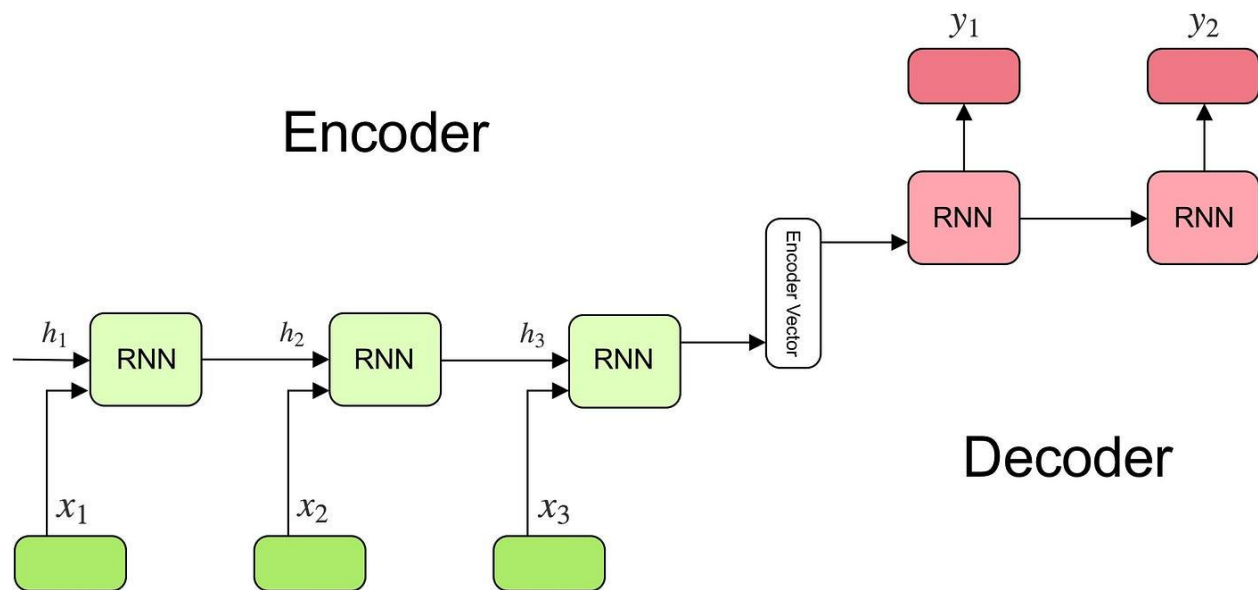 y₁ y₂
Encoder
RNN RNN
Encoder Vector
h₁ RNN h₂ RNN h₃ RNN
Decoder
x₁ x₂ x₃